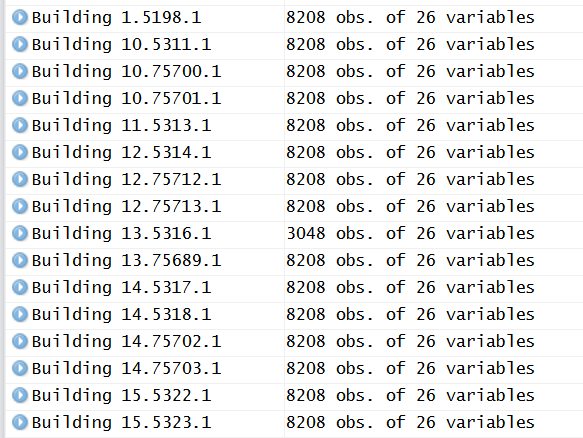 Building 1.5198.1 8208 obs. of 26 variables
Building 10.5311.1 8208 obs. of 26 variables
Building 10.75700.1 8208 obs. of 26 variables
Building 10.75701.1 8208 obs. of 26 variables
Building 11.5313.1 8208 obs. of 26 variables
Building 12.5314.1 8208 obs. of 26 variables
Building 12.75712.1 8208 obs. of 26 variables
Building 12.75713.1 8208 obs. of 26 variables
Building 13.5316.1 3048 obs. of 26 variables
Building 13.75689.1 8208 obs. of 26 variables
Building 14.5317.1 8208 obs. of 26 variables
Building 14.5318.1 8208 obs. of 26 variables
Building 14.75702.1 8208 obs. of 26 variables
Building 14.75703.1 8208 obs. of 26 variables
Building 15.5322.1 8208 obs. of 26 variables
Building 15.5323.1 8208 obs. of 26 variables